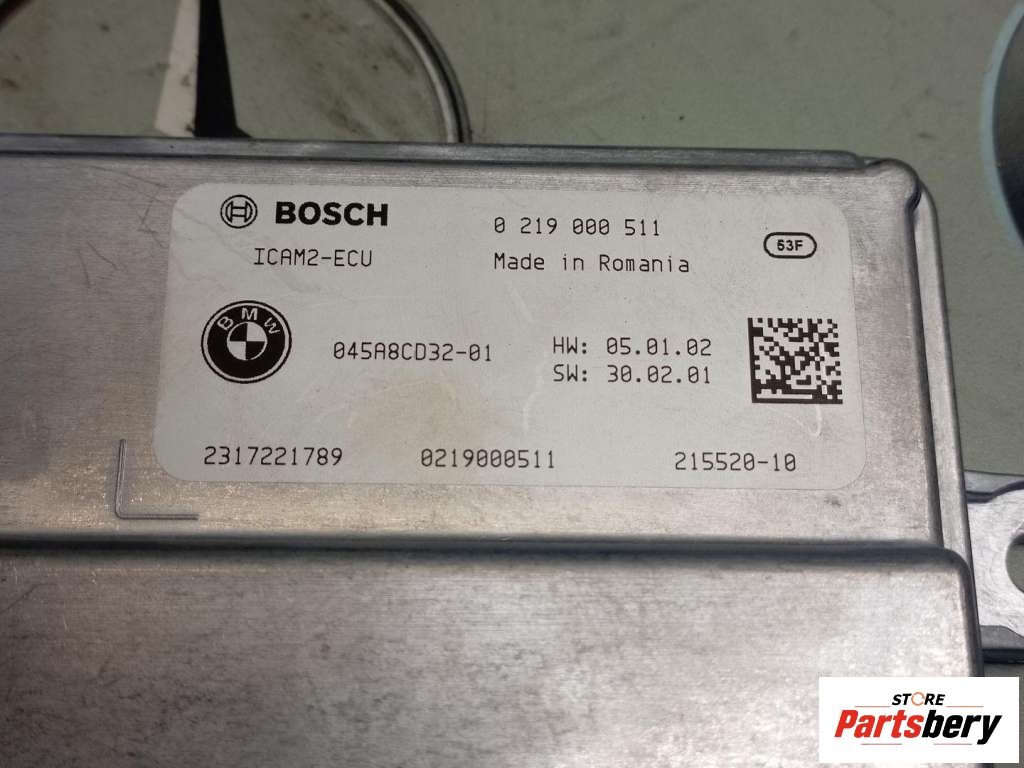 BOSCH
0 219 000 511
ICAM2-ECU
Made in Romania
53F
BMW
045A8CD32-01
HW: 05.01.02
SW: 30.02.01
2317221789
0219000511
215520-10
STORE
Partsbery